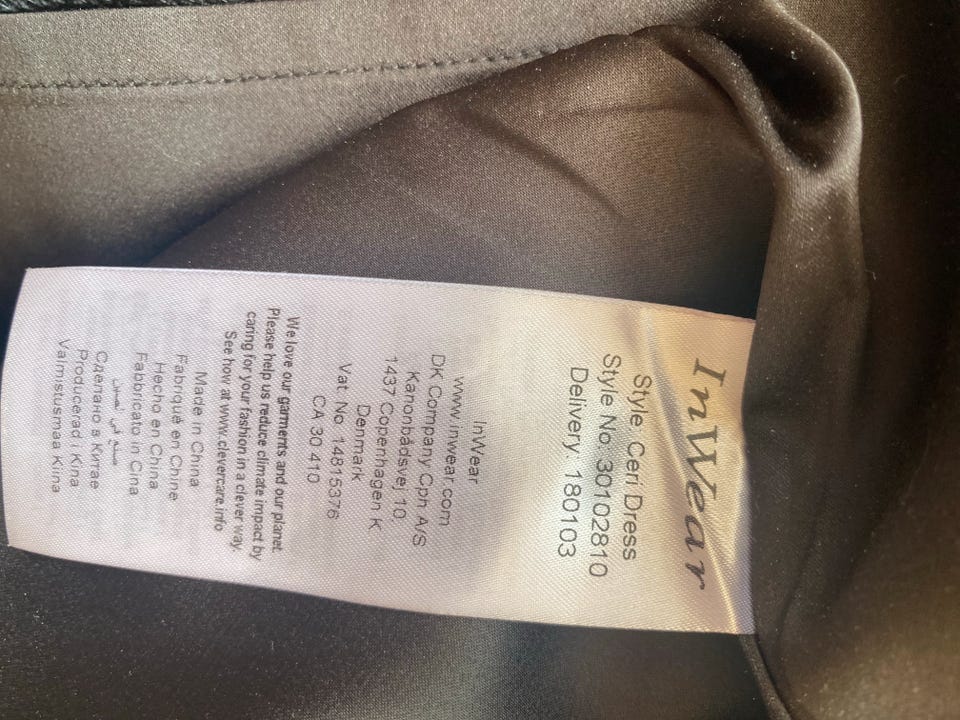 InWear
Style: Ceri Dress
Style No: 30102810
Delivery: 180103
InWear
www.inwear.com
DK Company Cph A/S
Kanonbådsvej 10
1437 Copenhagen K
Denmark
Vat. No. 14815376
CA 30 410
We love our garments and our planet.
Please help us reduce climate impact by
caring for your fashion in a clever way.
See how at www.clevercare.info
Made in China
Fabriqué en Chine
Hecho en China
Fabbricato in Cina
صنع في الصين
Сделано в Китае
Producerad i Kina
Valmistusmaa Kiina